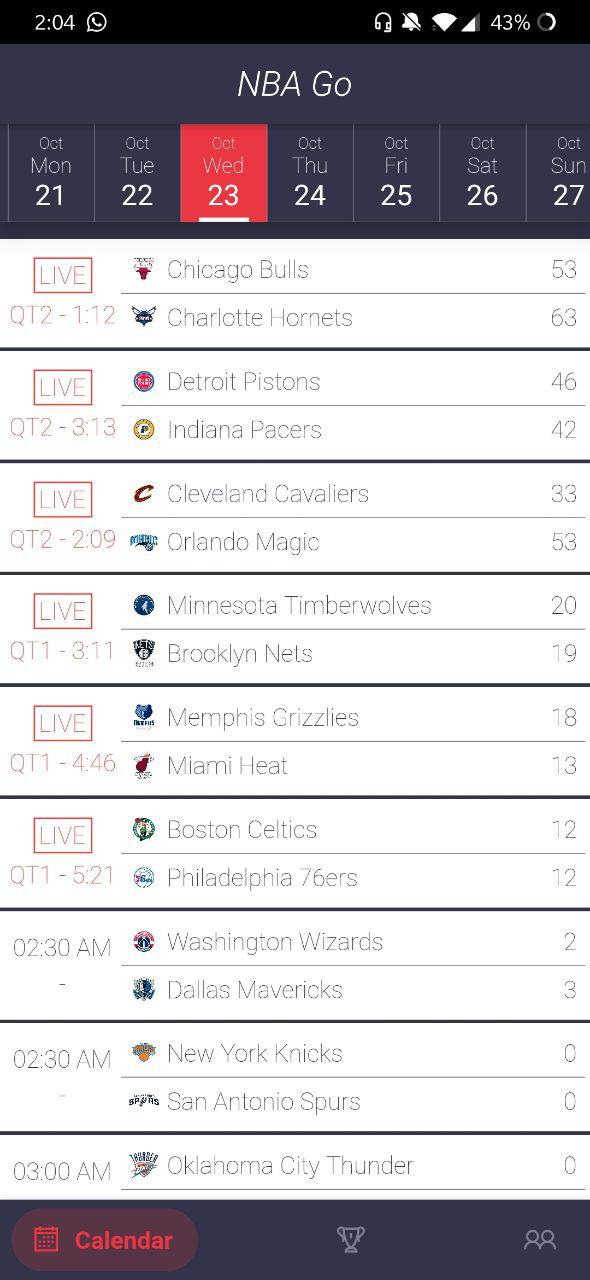 2:04 43%
NBA Go
Oct Oct Oct Oct Oct Oct Oct
Mon Tue Wed Thu Fri Sat Sun
21 22 23 24 25 26 27
LIVE Chicago Bulls 53
QT2 - 1:12 Charlotte Hornets 63
LIVE Detroit Pistons 46
QT2 - 3:13 Indiana Pacers 42
LIVE Cleveland Cavaliers 33
QT2 - 2:09 Orlando Magic 53
LIVE Minnesota Timberwolves 20
QT1 - 3:11 Brooklyn Nets 19
LIVE Memphis Grizzlies 18
QT1 - 4:46 Miami Heat 13
LIVE Boston Celtics 12
QT1 - 5:21 Philadelphia 76ers 12
02:30 AM Washington Wizards 2
- Dallas Mavericks 3
02:30 AM New York Knicks 0
- San Antonio Spurs 0
03:00 AM Oklahoma City Thunder 0
Calendar